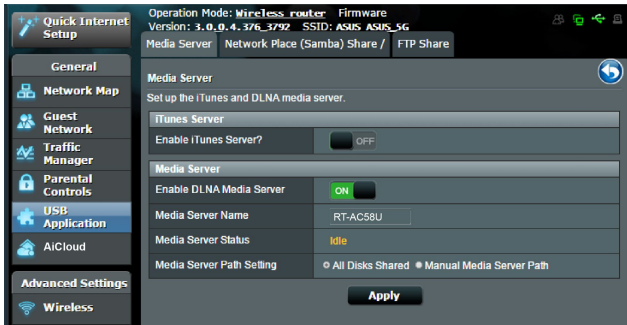 Quick Internet
Setup
Operation Mode: Wireless router Firmware
Version: 3.0.0.4.376_3792 SSID: ASUS ASUS_5G
Media Server Network Place (Samba) Share / FTP Share
General
Network Map
Guest
Network
Traffic
Manager
Parental
Controls
USB
Application
AiCloud
Advanced Settings
Wireless
Media Server
Set up the iTunes and DLNA media server.
iTunes Server
Enable iTunes Server? OFF
Media Server
Enable DLNA Media Server ON
Media Server Name RT-AC58U
Media Server Status Idle
Media Server Path Setting All Disks Shared Manual Media Server Path
Apply